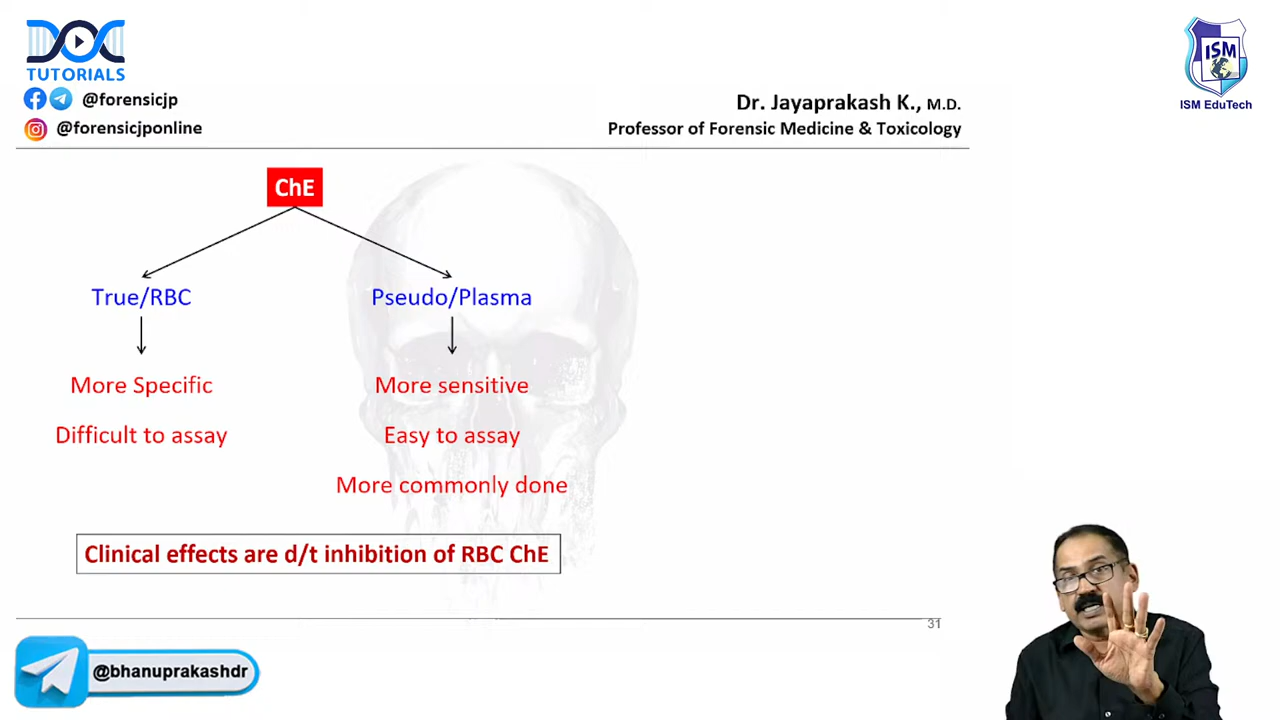 DOC
TUTORIALS
@forensicjp
@forensicjponline
Dr. Jayaprakash K., M.D.
Professor of Forensic Medicine & Toxicology
ISM
ISM EduTech
ChE
True/RBC
Pseudo/Plasma
More Specific
More sensitive
Difficult to assay
Easy to assay
More commonly done
Clinical effects are d/t inhibition of RBC ChE
31
@bhanuprakashdr